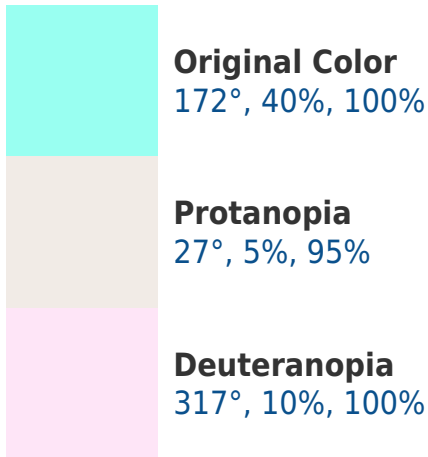 Original Color
172°, 40%, 100%
Protanopia
27°, 5%, 95%
Deuteranopia
317°, 10%, 100%